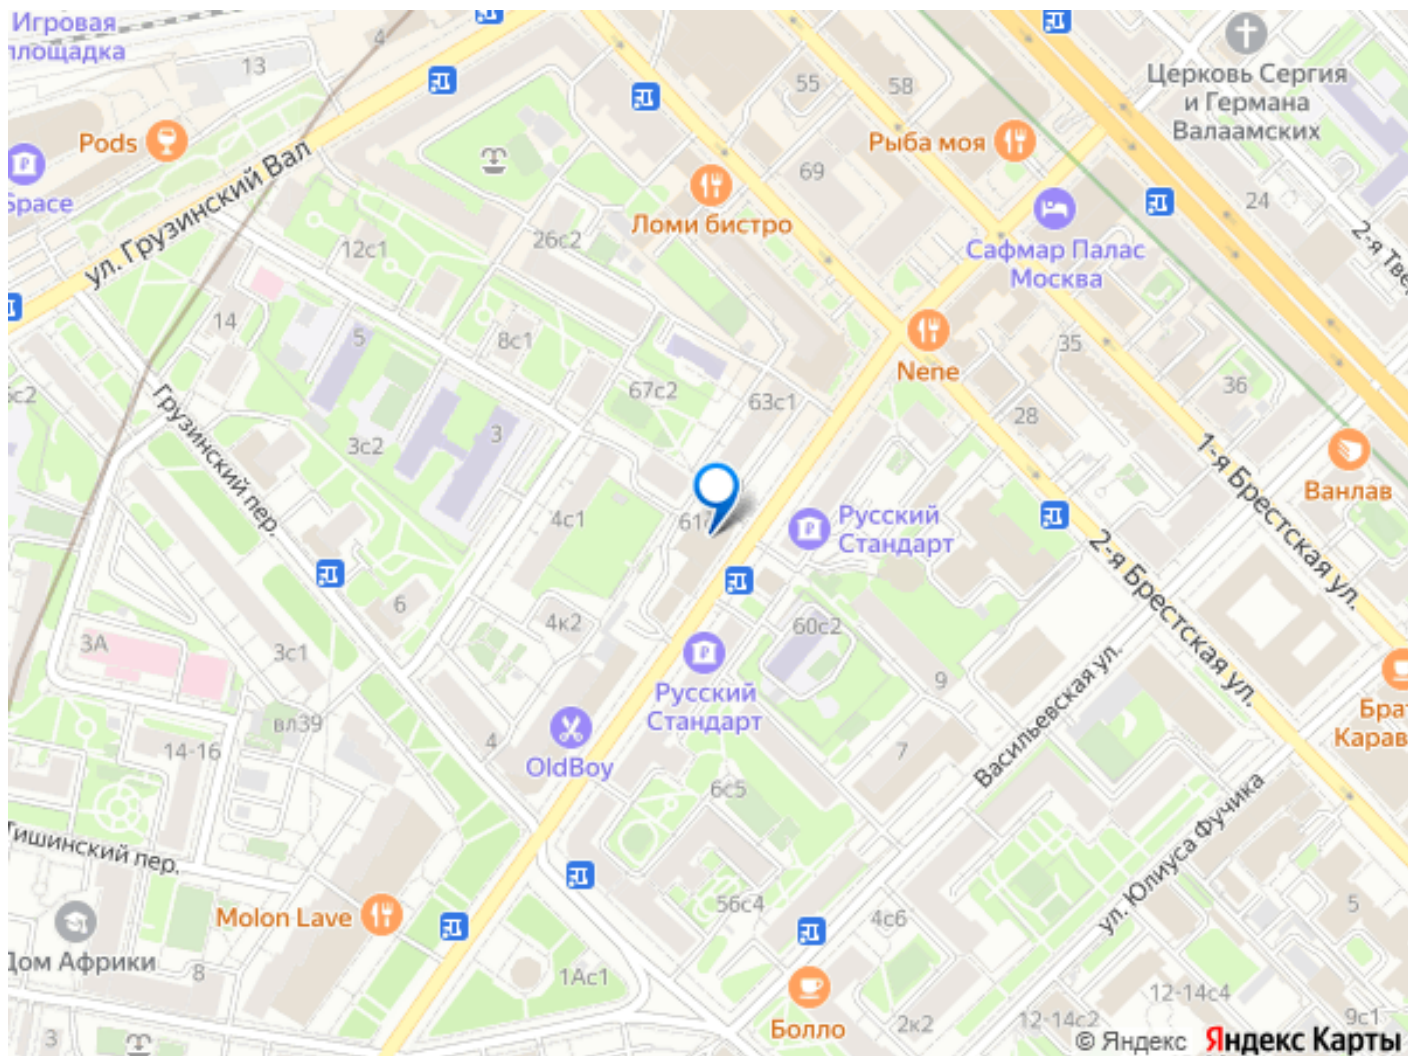 Игровая
площадка
4
13
55
58
Церковь Сергия
и Германа
Валаамских
Pods
Рыба моя
69
Space
ул. Грузинский Вал
Ломи бистро
24
2-я Твер
12с1
26с2
Сафмар Палас
Москва
14
5
8с1
35
Nene
36
67с2
63с1
28
Грузинский пер.
3с2
3
1-я Брестская ул.
Ванлав
4с1
Русский
Стандарт
2-я Брестская ул.
6
4к2
60с2
3А
3с1
9
Васильевская ул.
Русский
Стандарт
вл39
14-16
4
7
OldBoy
6с5
ул. Юлиуса Фучика
Тишинский пер.
56с4
4с6
5
Molon Lave
Дом Африки
8
1Ас1
Болло
2к2
12-14с4
12-14с2
9с1
3
© Яндекс Яндекс Карты